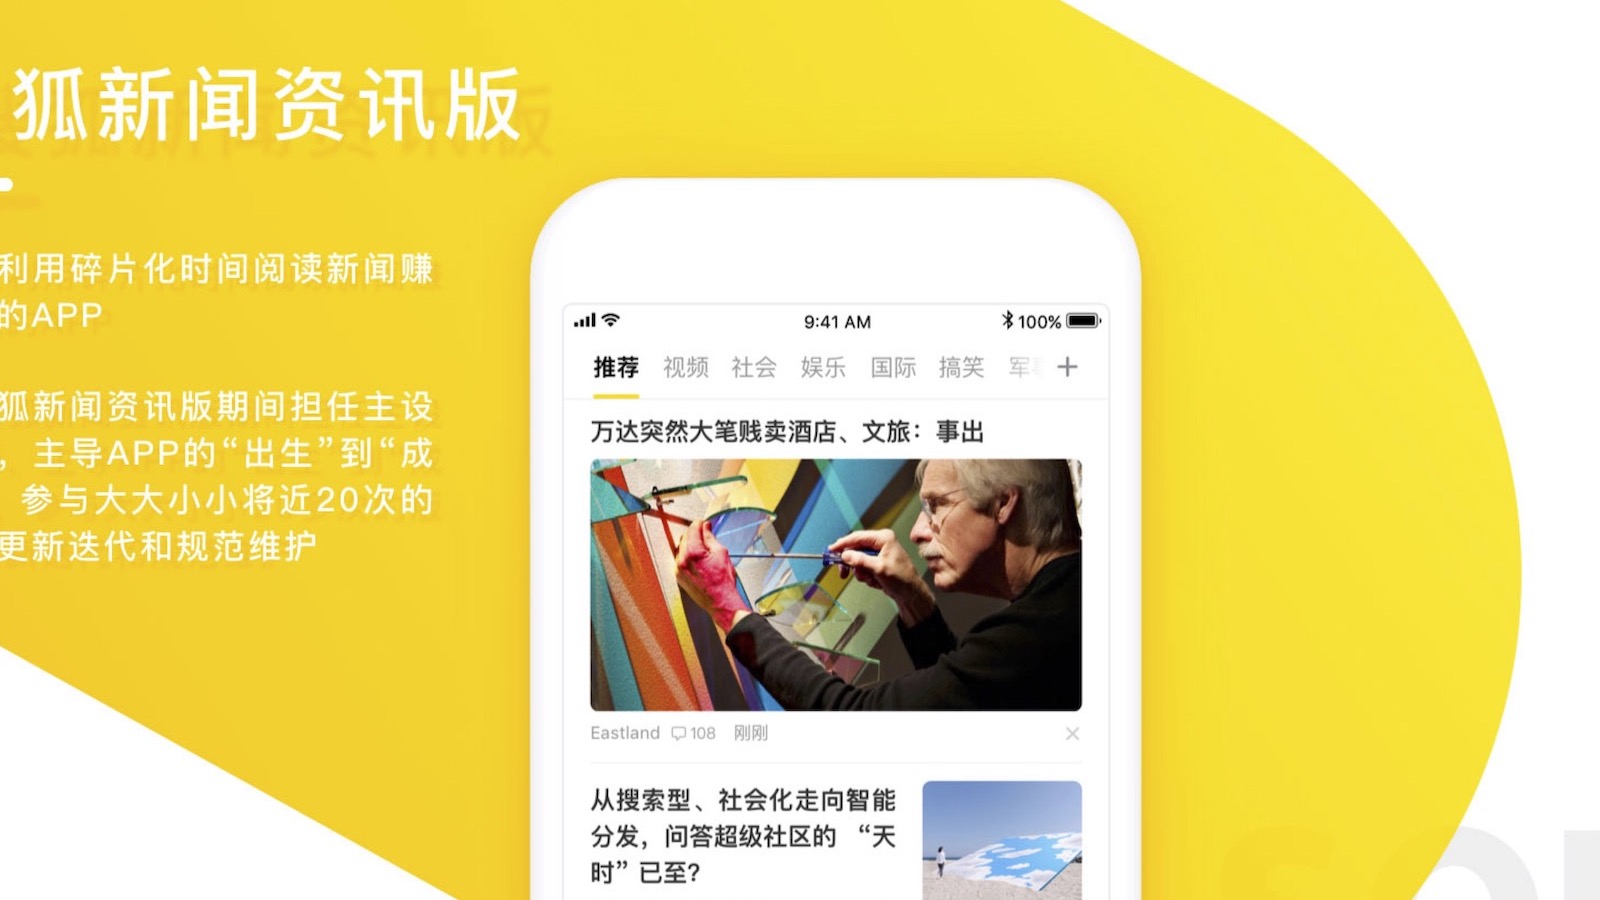 狐新闻资讯版
利用碎片化时间阅读新闻赚
的APP
狐新闻资讯版期间担任主设
，主导APP的“出生”到“成
参与大大小小将近20次的
更新迭代和规范维护
9:41 AM
100%
推荐 视频 社会 娱乐 国际 搞笑 军
万达突然大笔贱卖酒店、文旅：事出
Eastland 108 刚刚
从搜索型、社会化走向智能
分发，问答超级社区的 “天
时”已至?